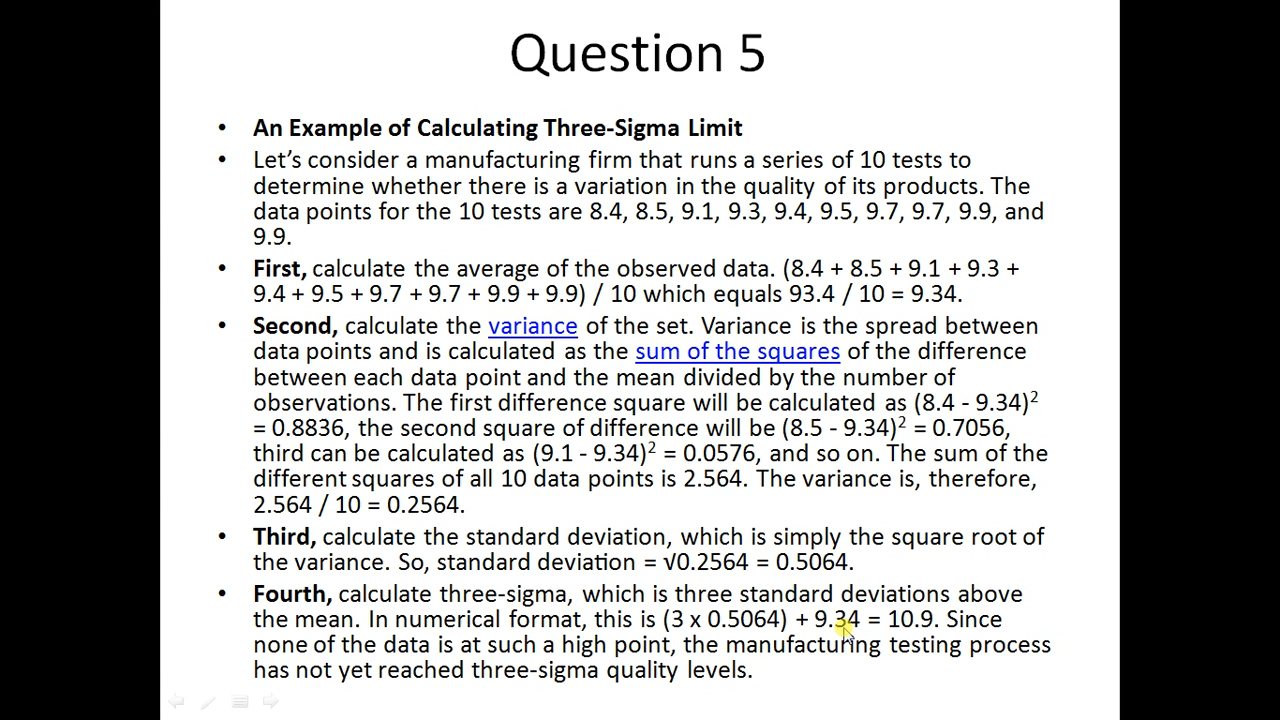 Question 5
• An Example of Calculating Three-Sigma Limit
• Let’s consider a manufacturing firm that runs a series of 10 tests to
determine whether there is a variation in the quality of its products. The
data points for the 10 tests are 8.4, 8.5, 9.1, 9.3, 9.4, 9.5, 9.7, 9.7, 9.9, and
9.9.
• First, calculate the average of the observed data. (8.4 + 8.5 + 9.1 + 9.3 +
9.4 + 9.5 + 9.7 + 9.7 + 9.9 + 9.9) / 10 which equals 93.4 / 10 = 9.34.
• Second, calculate the variance of the set. Variance is the spread between
data points and is calculated as the sum of the squares of the difference
between each data point and the mean divided by the number of
observations. The first difference square will be calculated as (8.4 - 9.34)²
= 0.8836, the second square of difference will be (8.5 - 9.34)² = 0.7056,
third can be calculated as (9.1 - 9.34)² = 0.0576, and so on. The sum of the
different squares of all 10 data points is 2.564. The variance is, therefore,
2.564 / 10 = 0.2564.
• Third, calculate the standard deviation, which is simply the square root of
the variance. So, standard deviation = √0.2564 = 0.5064.
• Fourth, calculate three-sigma, which is three standard deviations above
the mean. In numerical format, this is (3 x 0.5064) + 9.34 = 10.9. Since
none of the data is at such a high point, the manufacturing testing process
has not yet reached three-sigma quality levels.